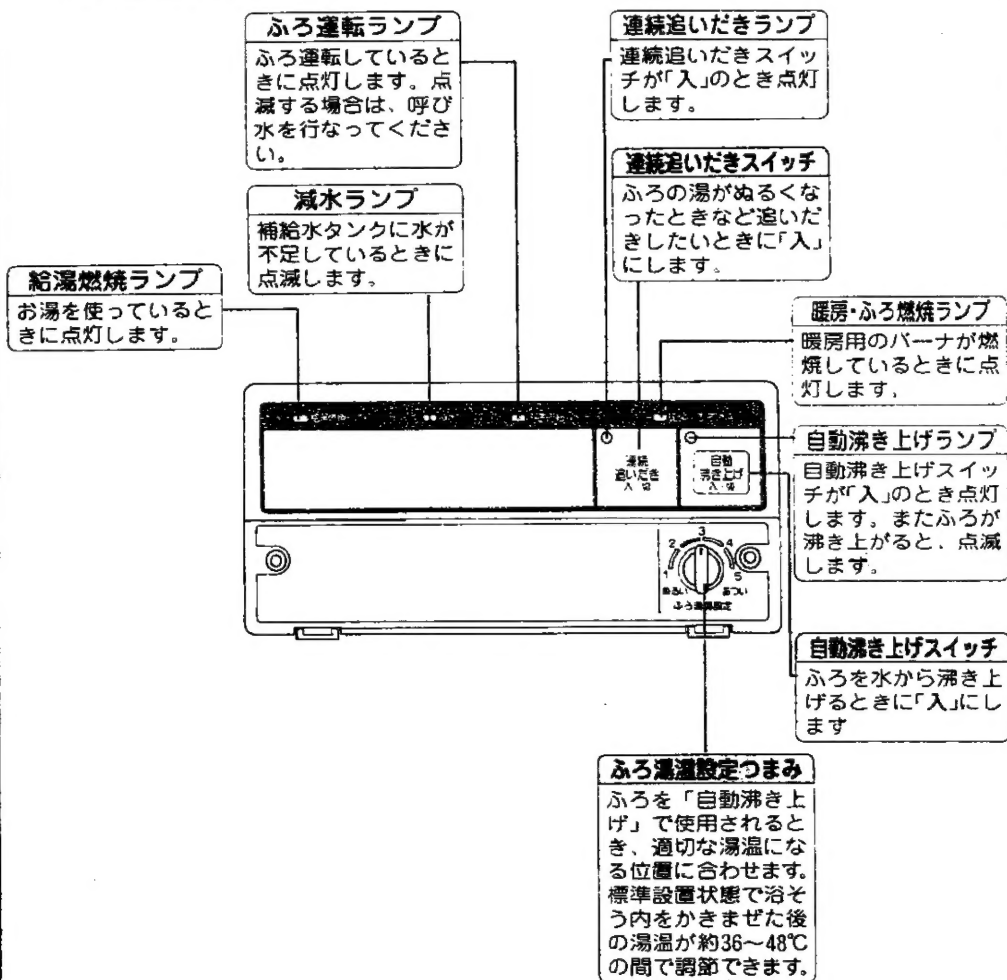 ふろ運転ランプ
ふろ運転していると
きに点灯します。点
滅する場合は、呼び
水を行なってくださ
い。
連続追いだきランプ
連続追いだきスイッ
チが「入」のとき点灯
します。
連続追いだきスイッチ
ふろの湯がぬるくな
ったときなど追いだ
きしたいときに「入」
にします。
減水ランプ
補給水タンクに水が
不足しているときに
点滅します。
給湯燃焼ランプ
お湯を使っていると
きに点灯します。
暖房・ふろ燃焼ランプ
暖房用のバーナが燃
焼しているときに点
灯します。
自動沸き上げランプ
自動沸き上げスイッ
チが「入」のとき点灯
します。またふろが
沸き上がると、点滅
します。
連続
追いだき
入・切
自動
沸き上げ
入・切
1
2
3
4
5
ぬるい
あつい
ふろ湯温設定
自動沸き上げスイッチ
ふろを水から沸き上
げるときに「入」にし
ます
ふろ湯温設定つまみ
ふろを「自動沸き上
げ」で使用されると
き、適切な湯温にな
る位置に合わせます。
標準設置状態で浴そ
う内をかきまぜた後
の湯温が約36〜48℃
の間で調節できます。